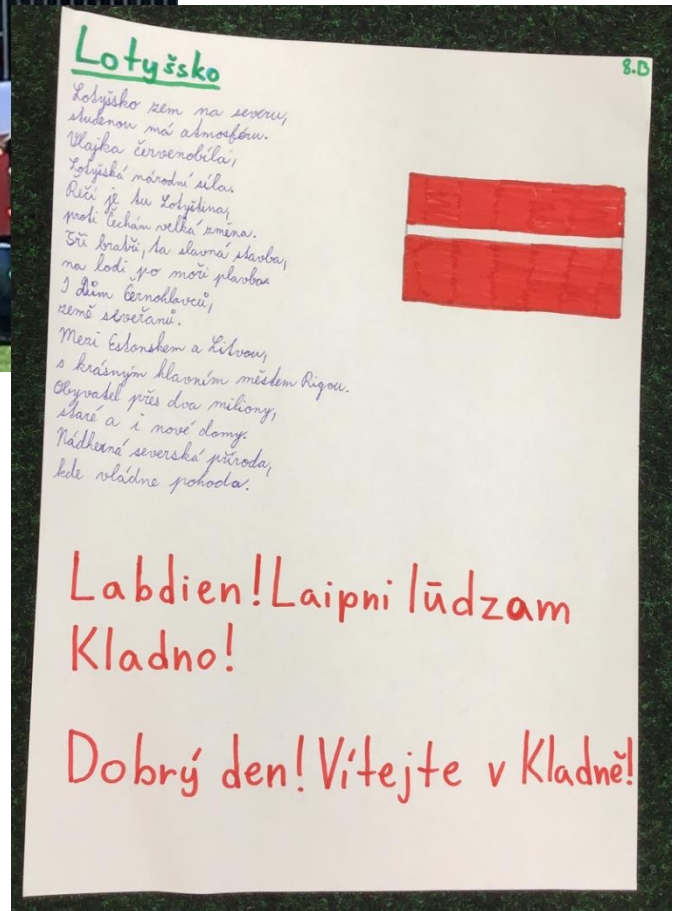 Lotyšsko
8.B
Lotyšsko zem na severu,
studenou má atmosféru.
Vlajka červenobílá,
Lotyšská národní síla.
Řečí je tu Lotyština,
proti Čechám velká změna.
Tři bratři, ta slavná stavba,
na lodi po moři plavba.
I Dům Černohlavců,
země seveřanů.
Mezi Estonskem a Litvou,
s krásným hlavním městem Rigou.
Obyvatel přes dva miliony,
staré a i nové domy.
Nádherná severská příroda,
kde vládne pohoda.
Labdien! Laipni lūdzam
Kladno!
Dobrý den! Vítejte v Kladně!